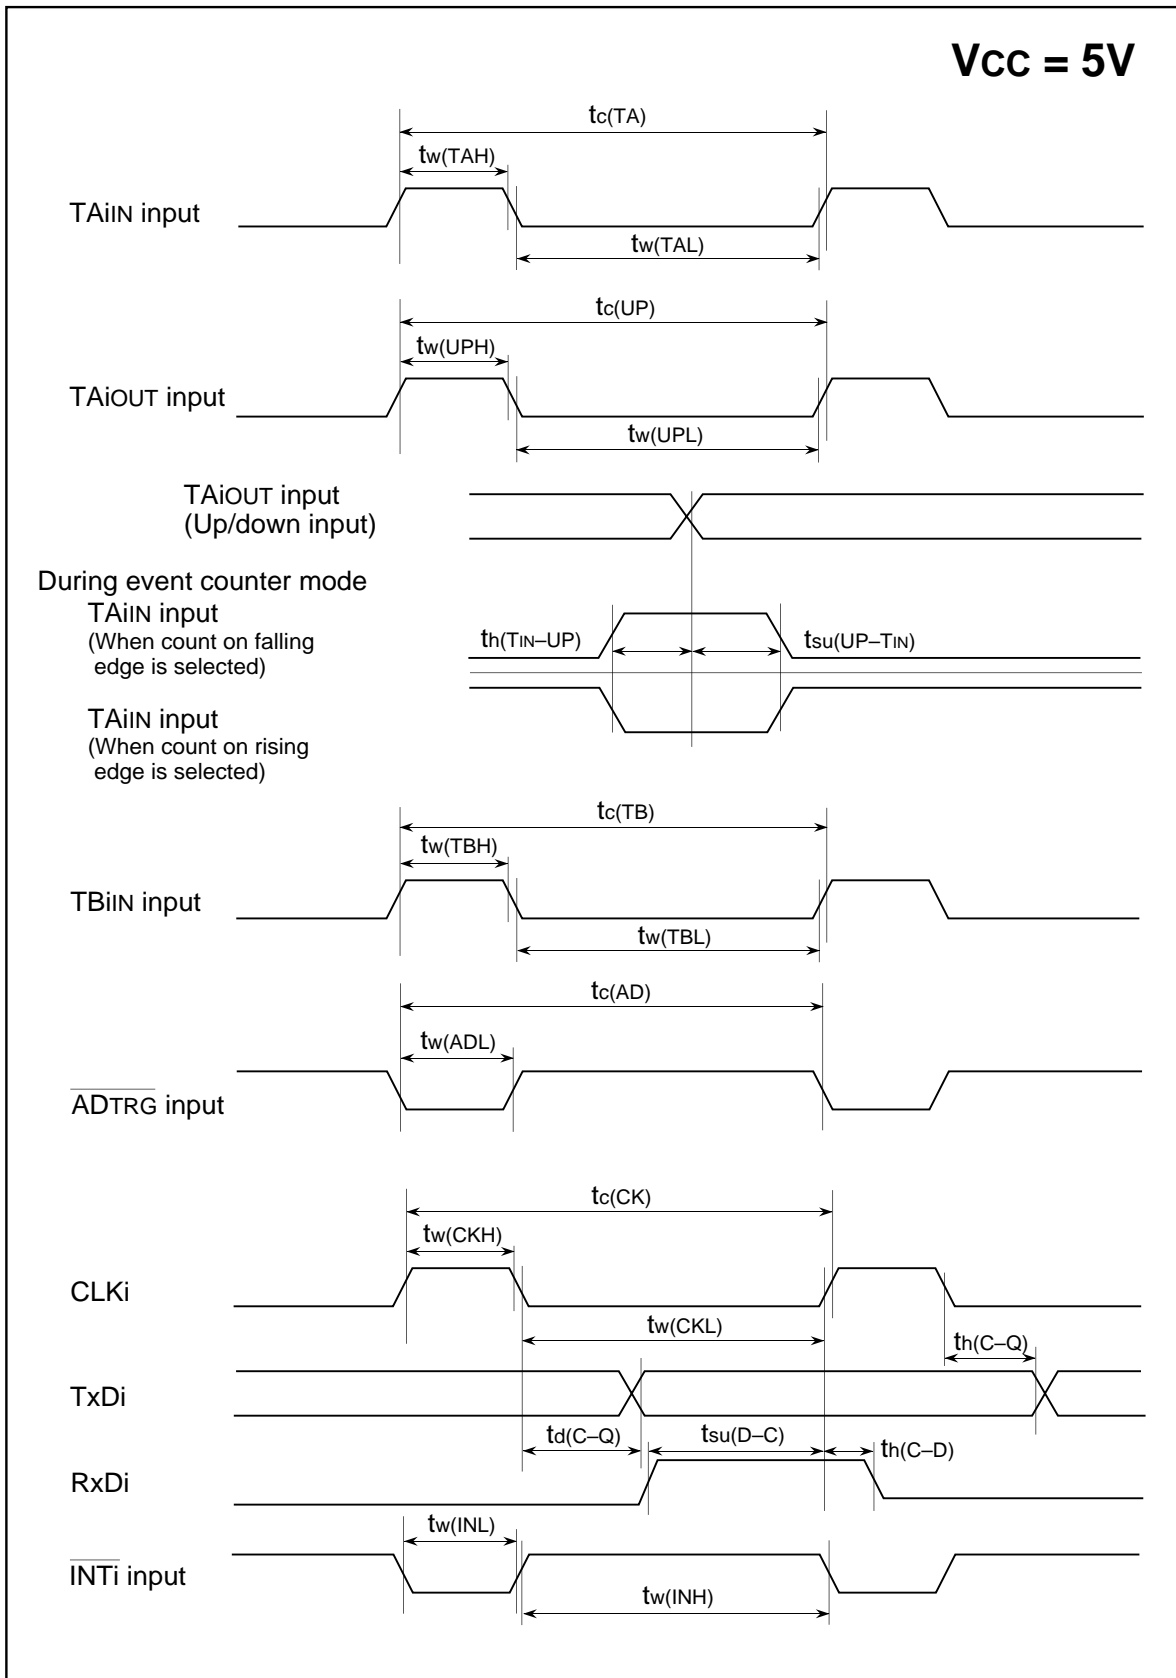 VCC = 5V
tc(TA)
tw(TAH)
TAiIN input
tw(TAL)
tc(UP)
tw(UPH)
TAiOUT input
tw(UPL)
TAiOUT input
(Up/down input)
During event counter mode
TAiIN input
(When count on falling
edge is selected)
th(TIN–UP)
tsu(UP–TIN)
TAiIN input
(When count on rising
edge is selected)
tc(TB)
tw(TBH)
TBiIN input
tw(TBL)
tc(AD)
tw(ADL)
ADTRG input
tc(CK)
tw(CKH)
CLKi
tw(CKL)
th(C–Q)
TxDi
td(C–Q)
tsu(D–C)
th(C–D)
RxDi
tw(INL)
INTi input
tw(INH)